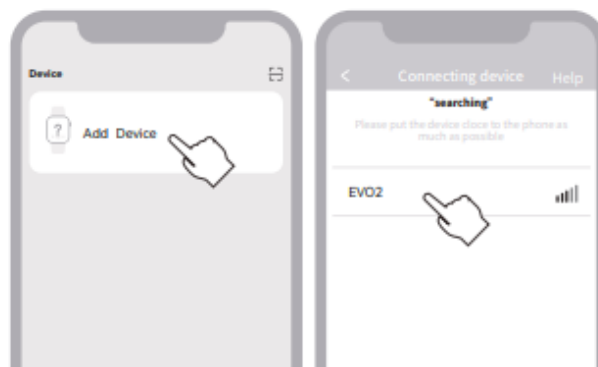 Device
? Add Device
< Connecting device Help
"searching"
Please put the device cloce to the phone as
much as possible
EVO2